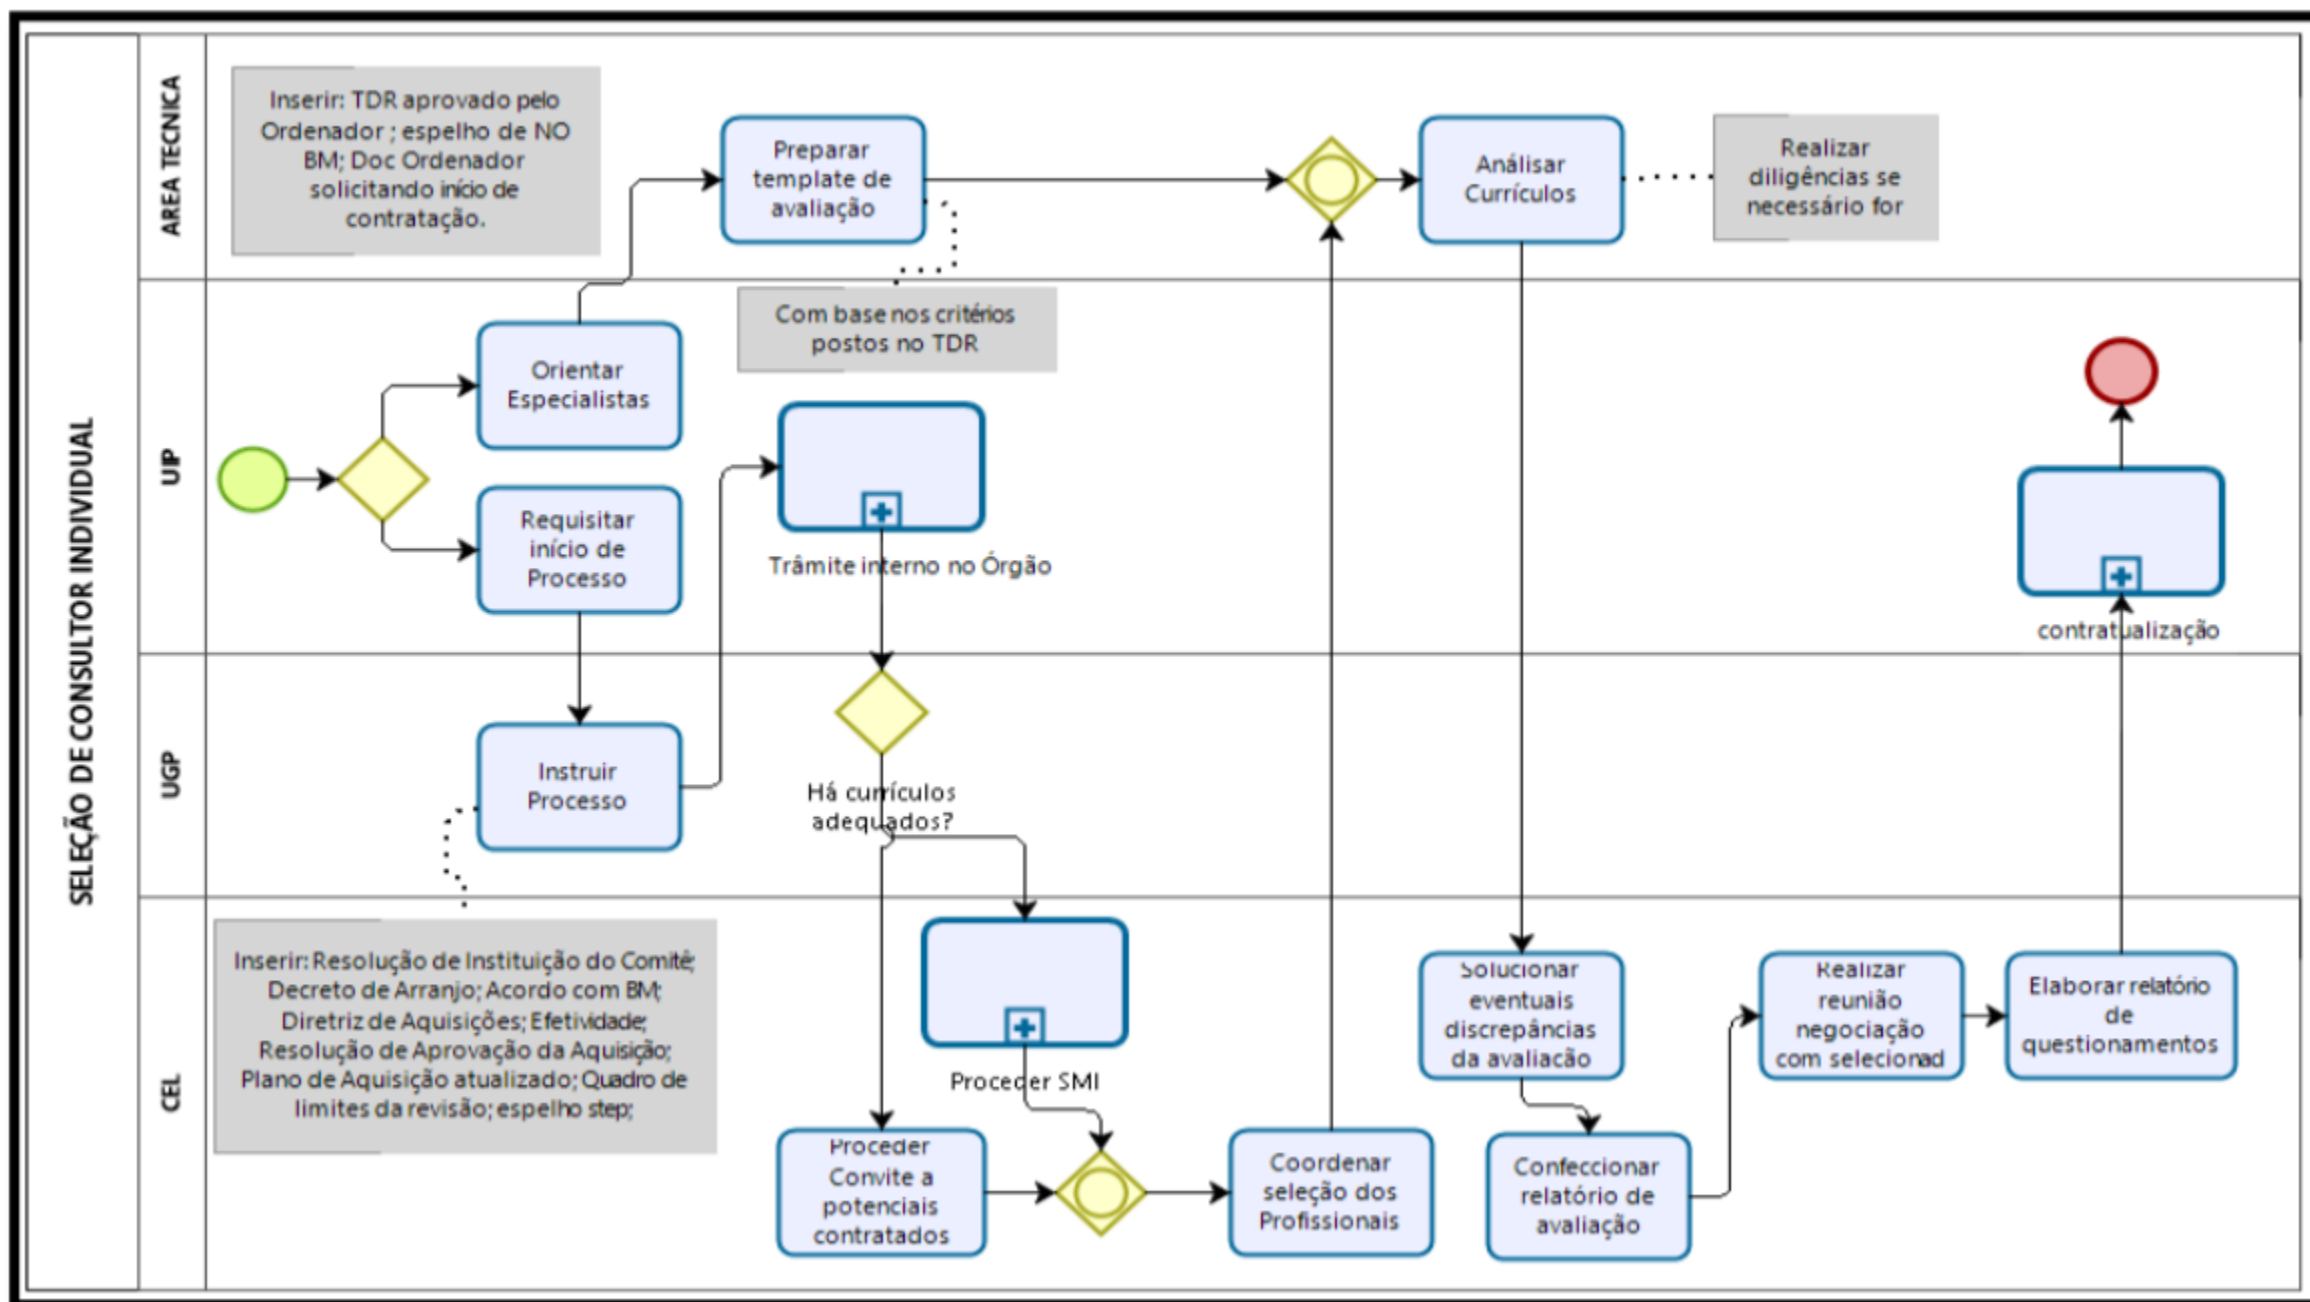 SELEÇÃO DE CONSULTOR INDIVIDUAL
AREA TECNICA
Inserir: TDR aprovado pelo
Ordenador ; espelho de NO
BM; Doc Ordenador
solicitando início de
contratação.
Preparar
template de
avaliação
Análisar
Currículos
Realizar
diligências se
necessário for
UIP
Com base nos critérios
postos no TDR
Orientar
Especialistas
Requisitar
início de
Processo
Trâmite interno no Órgão
contratualização
UGP
Instruir
Processo
Há currículos
adequados?
CEL
Inserir: Resolução de Instituição do Comitê;
Decreto de Arranjo; Acordo com BM;
Diretriz de Aquisições; Efetividade;
Resolução de Aprovação da Aquisição;
Plano de Aquisição atualizado; Quadro de
limites da revisão; espelho step;
Proceder SMI
Proceder
Convite a
potenciais
contratados
Coordenar
seleção dos
Profissionais
Solucionar
eventuais
discrepâncias
da avaliacão
Confeccionar
relatório de
avaliação
Realizar
reunião
negociação
com selecionad
Elaborar relatório
de
questionamentos